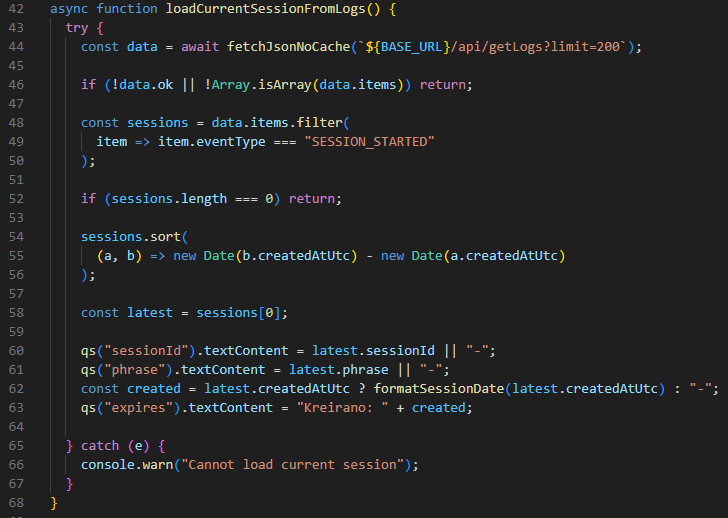 42 async function loadCurrentSessionFromLogs() {
43   try {
44     const data = await fetchJsonNoCache(`${BASE_URL}/api/getLogs?limit=200`);
45
46     if (!data.ok || !Array.isArray(data.items)) return;
47
48     const sessions = data.items.filter(
49       item => item.eventType === "SESSION_STARTED"
50     );
51
52     if (sessions.length === 0) return;
53
54     sessions.sort(
55       (a, b) => new Date(b.createdAtUtc) - new Date(a.createdAtUtc)
56     );
57
58     const latest = sessions[0];
59
60     qs("sessionId").textContent = latest.sessionId || "-";
61     qs("phrase").textContent = latest.phrase || "-";
62     const created = latest.createdAtUtc ? formatSessionDate(latest.createdAtUtc) : "-";
63     qs("expires").textContent = "Kreirano: " + created;
64
65   } catch (e) {
66     console.warn("Cannot load current session");
67   }
68 }